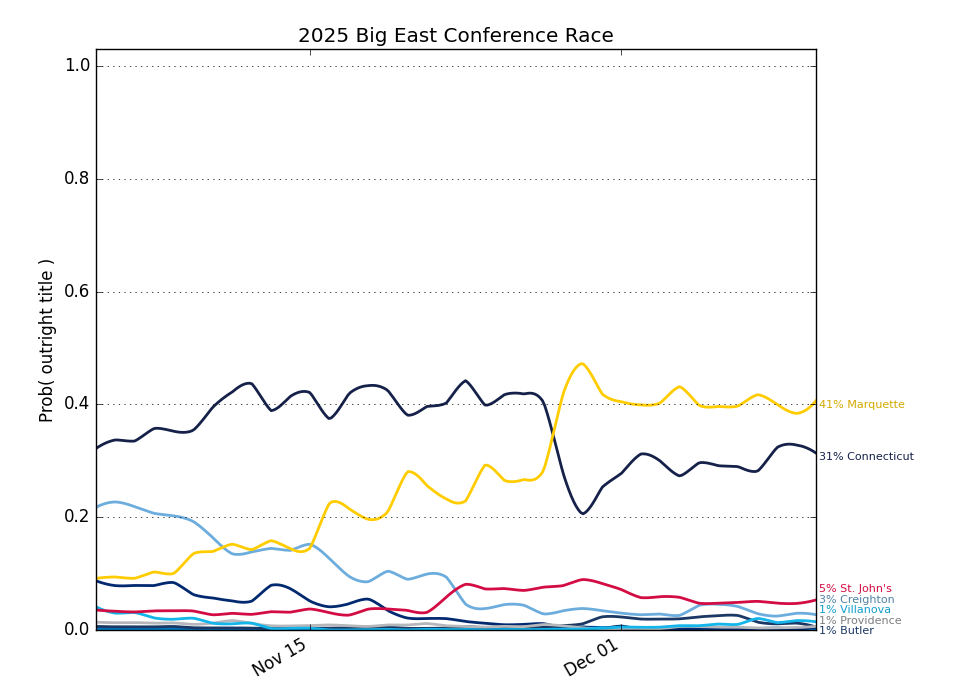 2025 Big East Conference Race
Prob( outright title )
1.0
0.8
0.6
0.4
0.2
0.0
Nov 15
Dec 01
41% Marquette
31% Connecticut
5% St. John's
3% Creighton
1% Villanova
1% Providence
1% Butler